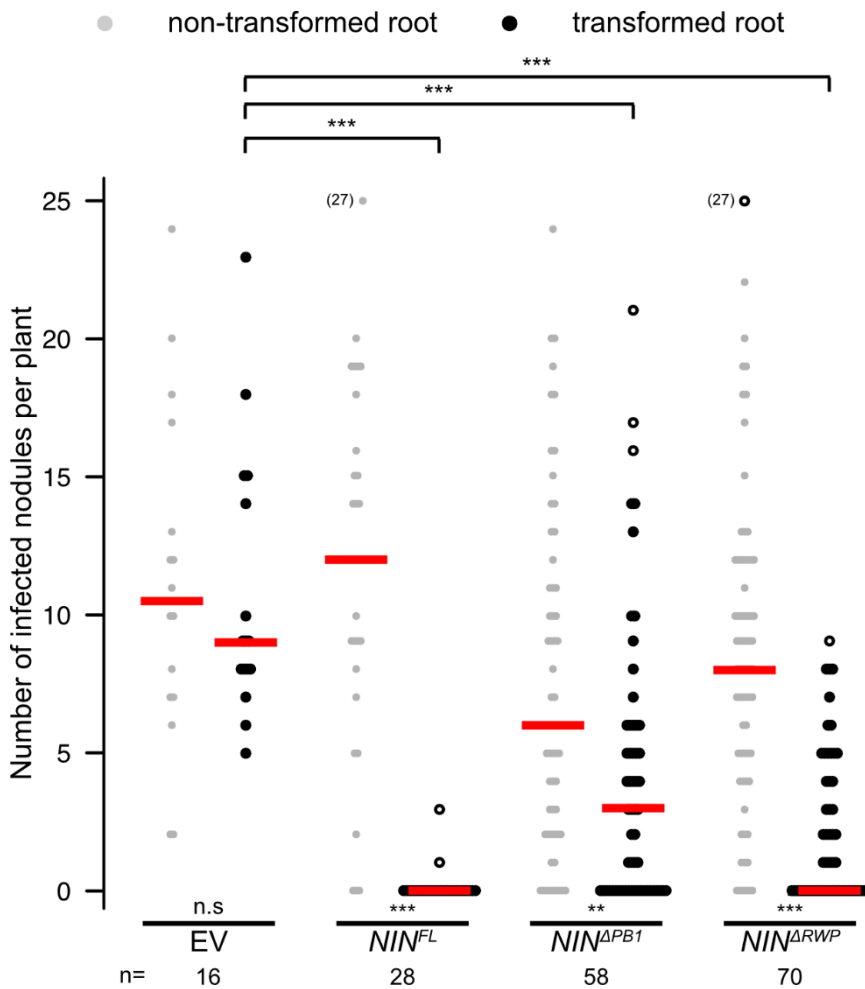 non-transformed root transformed root
***
***
***
Number of infected nodules per plant
25
20
15
10
5
0
(27)
(27)
n.s *** ** ***
EV NIN^FL NIN^ΔPB1 NIN^ΔRWP
n= 16 28 58 70